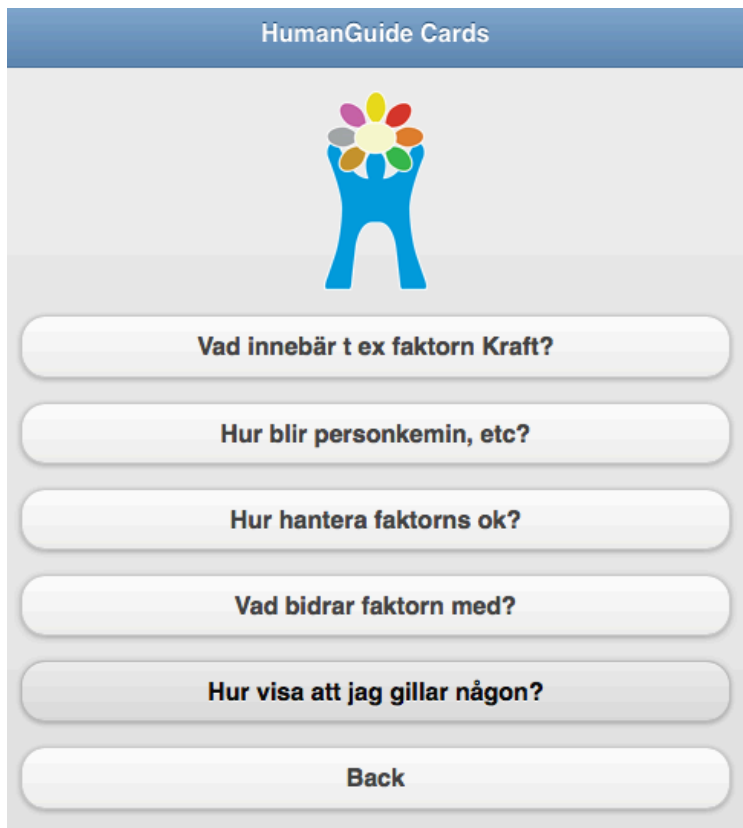 HumanGuide Cards
Vad innebär t ex faktorn Kraft?
Hur blir personkemin, etc?
Hur hantera faktorns ok?
Vad bidrar faktorn med?
Hur visa att jag gillar någon?
Back